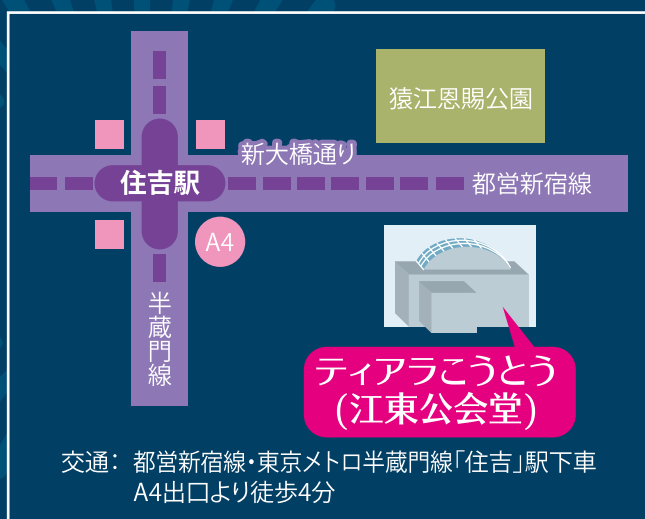 猿江恩賜公園
新大橋通り
住吉駅
都営新宿線
A4
半蔵門線
ティアラこうとう
(江東公会堂)
交通： 都営新宿線・東京メトロ半蔵門線「住吉」駅下車
A4出口より徒歩4分